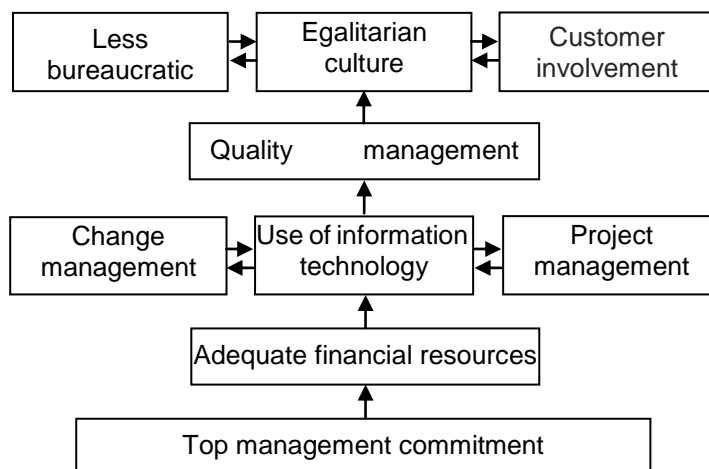 Less
bureaucratic
Egalitarian
culture
Customer
involvement
Quality management
Change
management
Use of information
technology
Project
management
Adequate financial resources
Top management commitment